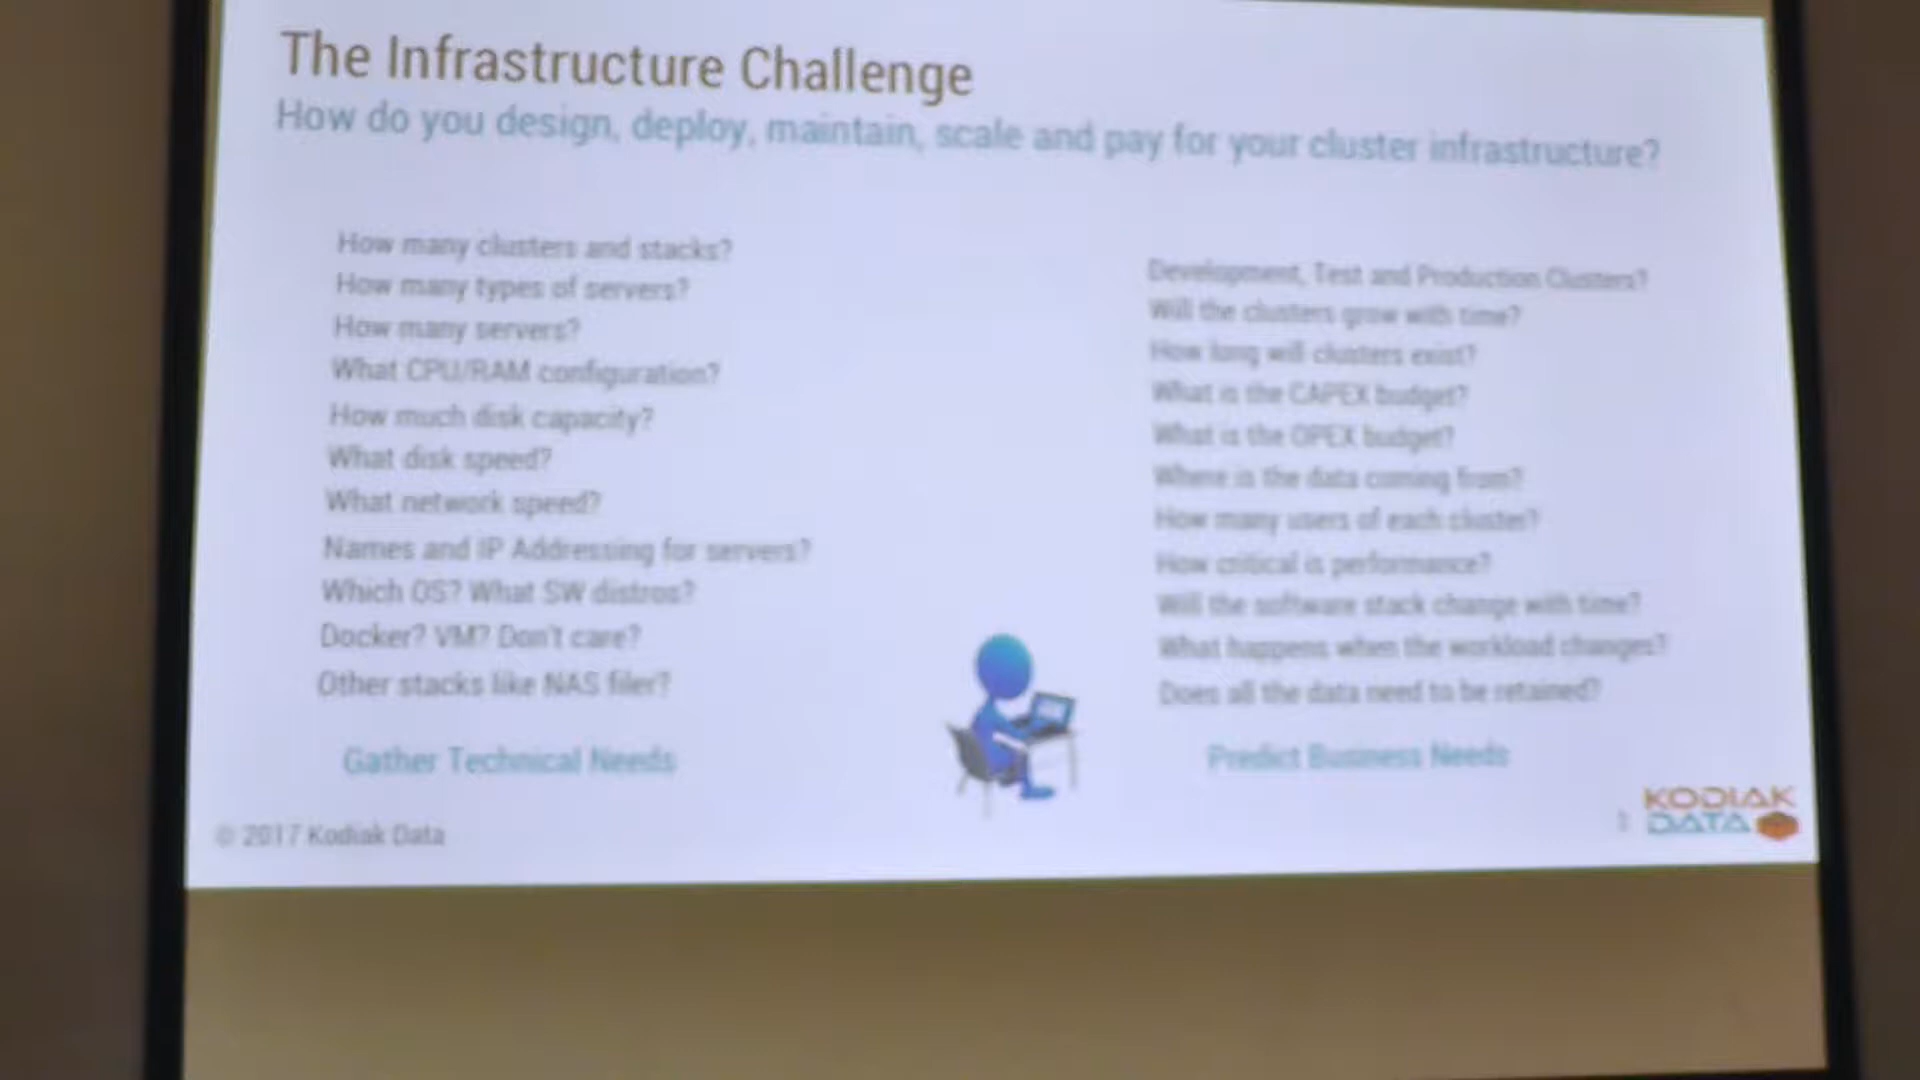 The Infrastructure Challenge
How do you design, deploy, maintain, scale and pay for your cluster infrastructure?
How many clusters and stacks?
How many types of servers?
How many servers?
What CPU/RAM configuration?
How much disk capacity?
What disk speed?
What network speed?
Names and IP Addressing for servers?
Which OS? What SW distros?
Docker? VM? Don't care?
Other stacks like NAS filer?
Gather Technical Needs
Development, Test and Production Clusters?
Will the clusters grow with time?
How long will clusters exist?
What is the CAPEX budget?
What is the OPEX budget?
Where is the data coming from?
How many users of each cluster?
How critical is performance?
Will the software stack change with time?
What happens when the workload changes?
Does all the data need to be retained?
Predict Business Needs
© 2017 Kodiak Data
KODIAK
DATA